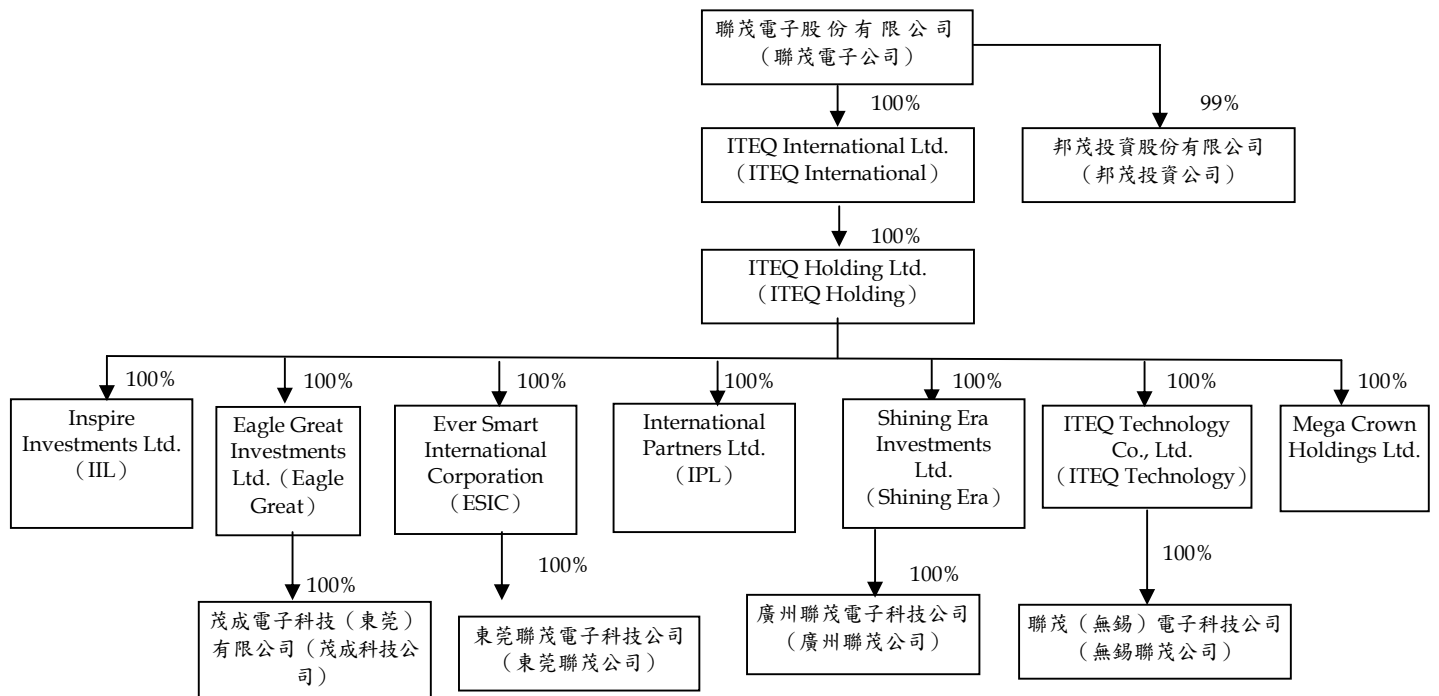 聯茂電子股份有限公司
（聯茂電子公司）
100%
99%
ITEQ International Ltd.
（ITEQ International）
邦茂投資股份有限公司
（邦茂投資公司）
100%
ITEQ Holding Ltd.
（ITEQ Holding）
100%
100%
100%
100%
100%
100%
100%
Inspire
Investments Ltd.
（IIL）
Eagle Great
Investments
Ltd.（Eagle
Great）
Ever Smart
International
Corporation
（ESIC）
International
Partners Ltd.
（IPL）
Shining Era
Investments
Ltd.
（Shining Era）
ITEQ Technology
Co., Ltd.
（ITEQ Technology）
Mega Crown
Holdings Ltd.
100%
100%
100%
100%
茂成電子科技（東莞）
有限公司（茂成科技公
司）
東莞聯茂電子科技公司
（東莞聯茂公司）
廣州聯茂電子科技公司
（廣州聯茂公司）
聯茂（無錫）電子科技公司
（無錫聯茂公司）